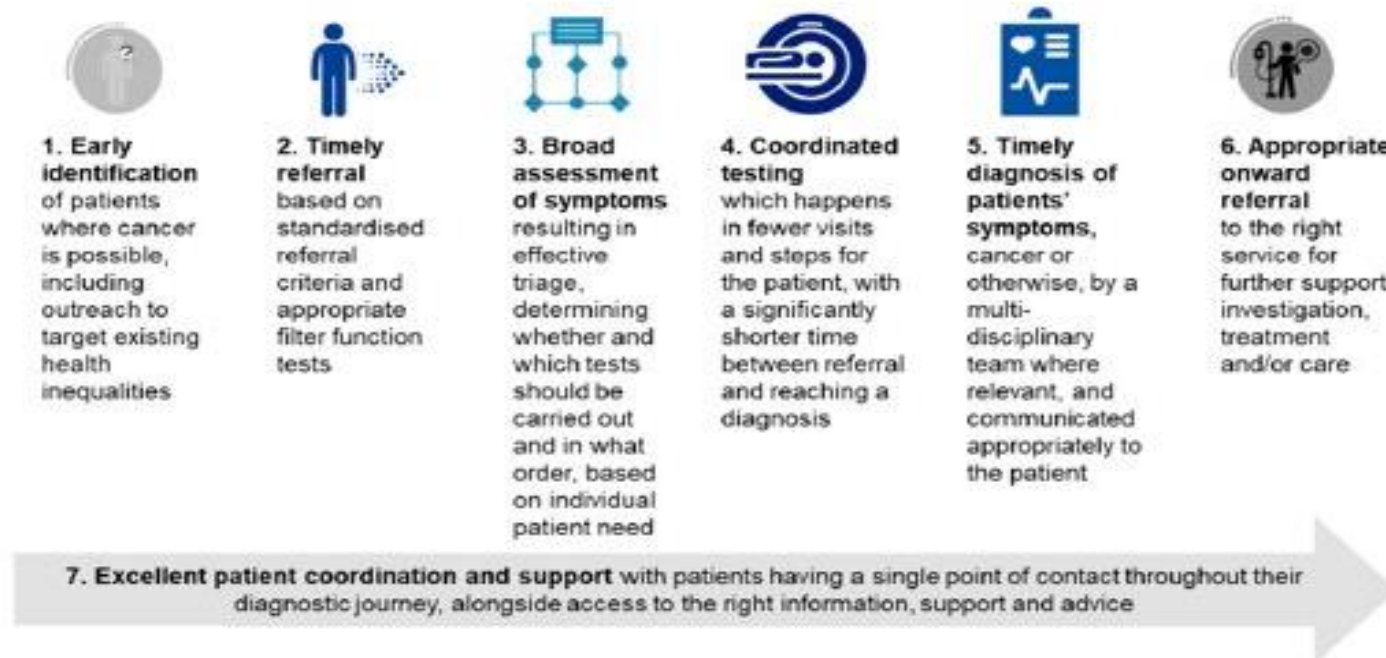 1. Early
identification
of patients
where cancer
is possible,
including
outreach to
target existing
health
inequalities
2. Timely
referral
based on
standardised
referral
criteria and
appropriate
filter function
tests
3. Broad
assessment
of symptoms
resulting in
effective
triage,
determining
whether and
which tests
should be
carried out
and in what
order, based
on individual
patient need
4. Coordinated
testing
which happens
in fewer visits
and steps for
the patient, with
a significantly
shorter time
between referral
and reaching a
diagnosis
5. Timely
diagnosis of
patients'
symptoms,
cancer or
otherwise, by a
multi-
disciplinary
team where
relevant, and
communicated
appropriately to
the patient
6. Appropriate
onward
referral
to the right
service for
further support
investigation,
treatment
and/or care
7. Excellent patient coordination and support with patients having a single point of contact throughout their
diagnostic journey, alongside access to the right information, support and advice